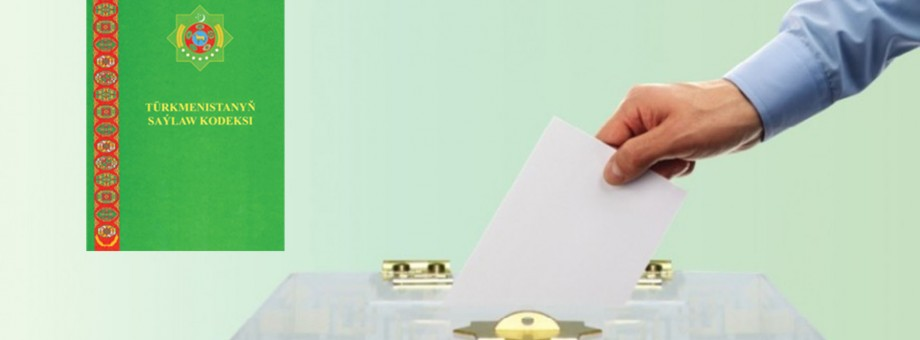 TÜRKMENISTANYŇ
SAÝLAW KODEKSI